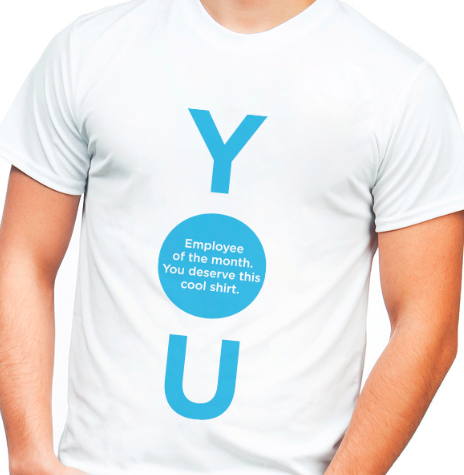 Y
Employee
of the month.
You deserve this
cool shirt.
U